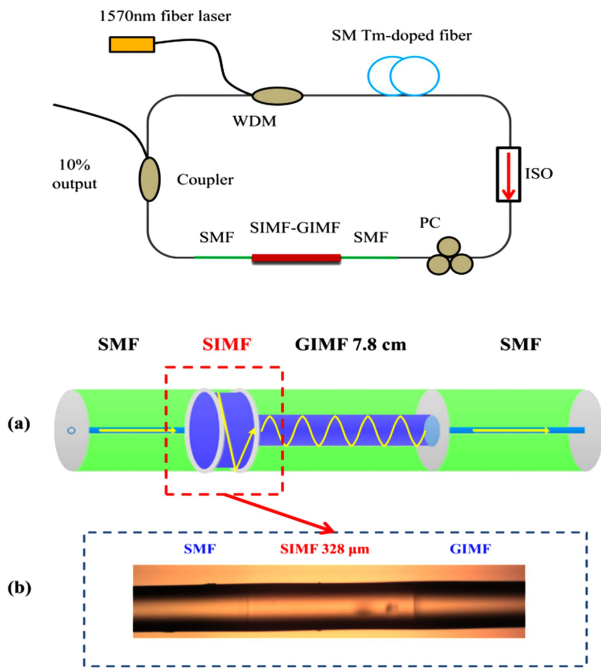 1570nm fiber laser
SM Tm-doped fiber
WDM
10%
output
Coupler
ISO
SMF
SIMF-GIMF
SMF
PC
SMF
SIMF
GIMF 7.8 cm
SMF
(a)
(b)
SMF
SIMF 328 μm
GIMF